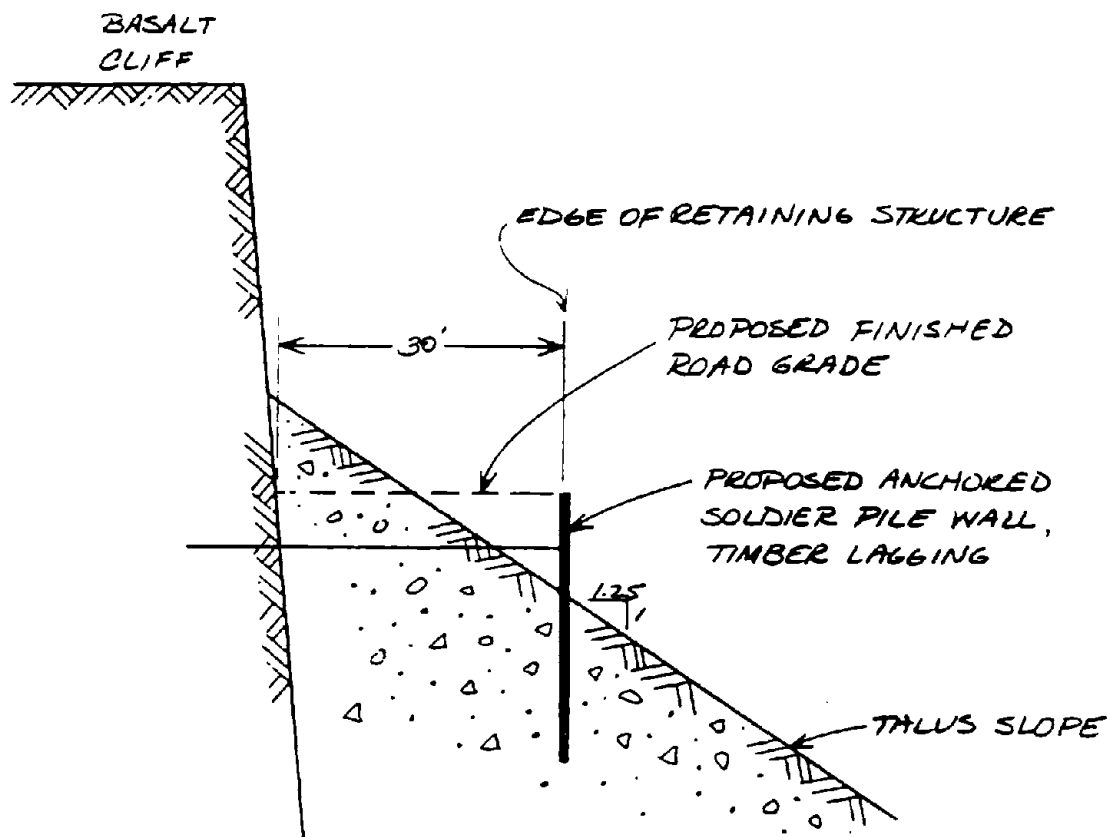 BASALT
CLIFF
EDGE OF RETAINING STRUCTURE
30'
PROPOSED FINISHED
ROAD GRADE
PROPOSED ANCHORED
SOLDIER PILE WALL,
TIMBER LAGGING
1.25
1
TALUS SLOPE